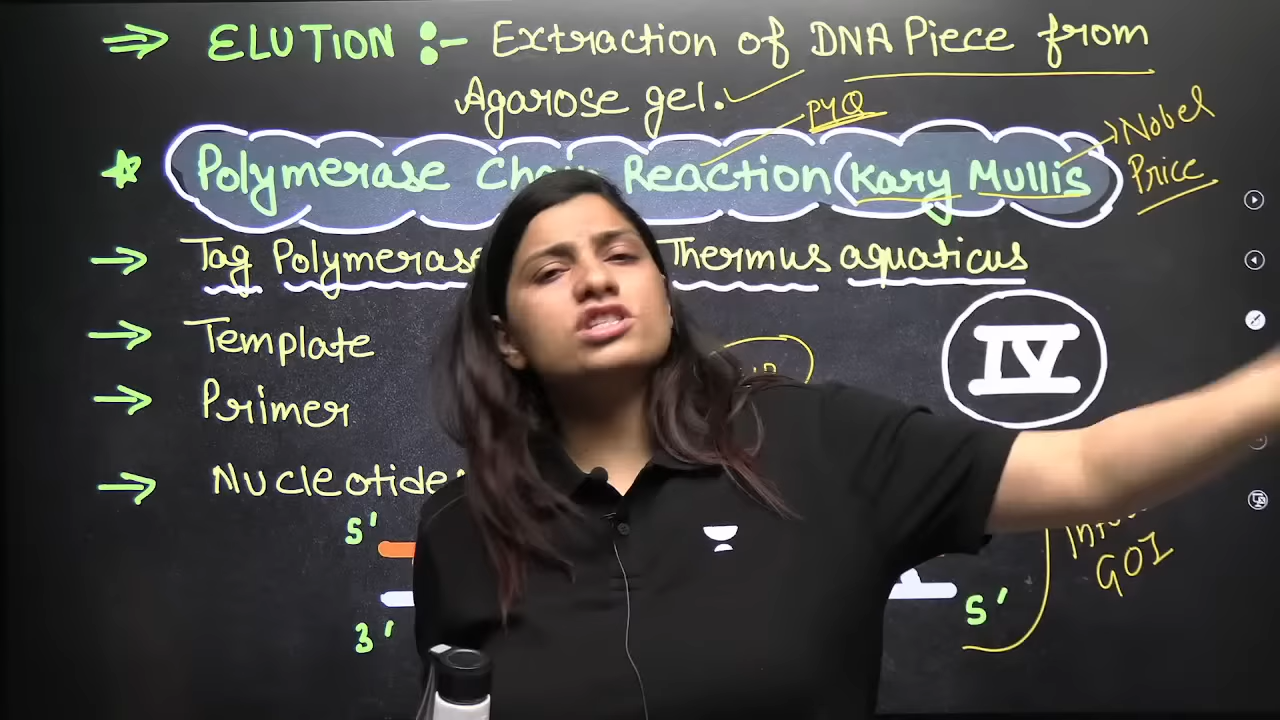 ⇒ ELUTION :- Extraction of DNA Piece from
Agarose gel.
PYQ
Polymerase Chain Reaction (Kary Mullis)
→ Nobel
Price
→ Taq Polymerase Thermus aquaticus
→ Template
→ Primer
IV
→ Nucleotide
5'
GOI
5'
3'